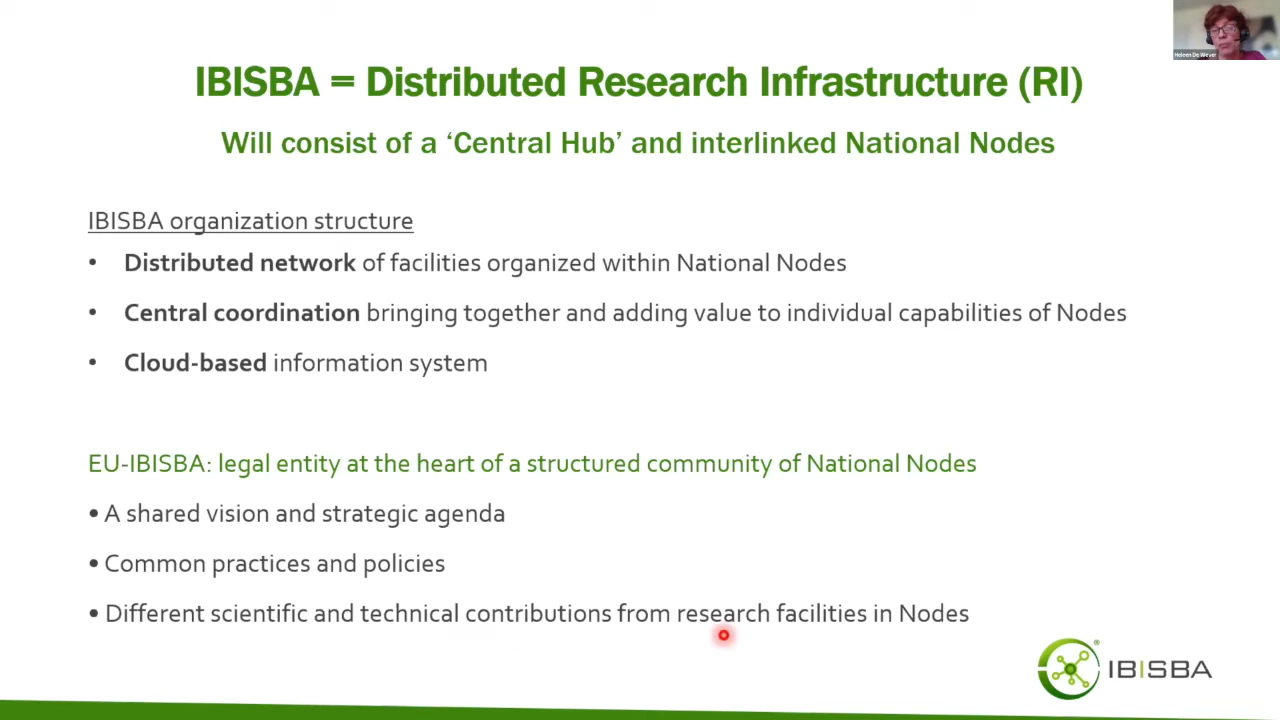 Heleen De Wever
IBISBA = Distributed Research Infrastructure (RI)
Will consist of a ‘Central Hub’ and interlinked National Nodes
IBISBA organization structure
• Distributed network of facilities organized within National Nodes
• Central coordination bringing together and adding value to individual capabilities of Nodes
• Cloud-based information system
EU-IBISBA: legal entity at the heart of a structured community of National Nodes
• A shared vision and strategic agenda
• Common practices and policies
• Different scientific and technical contributions from research facilities in Nodes
® IBISBA